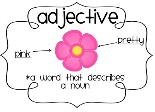 adjective
pretty
pink
*a word that describes
a noun